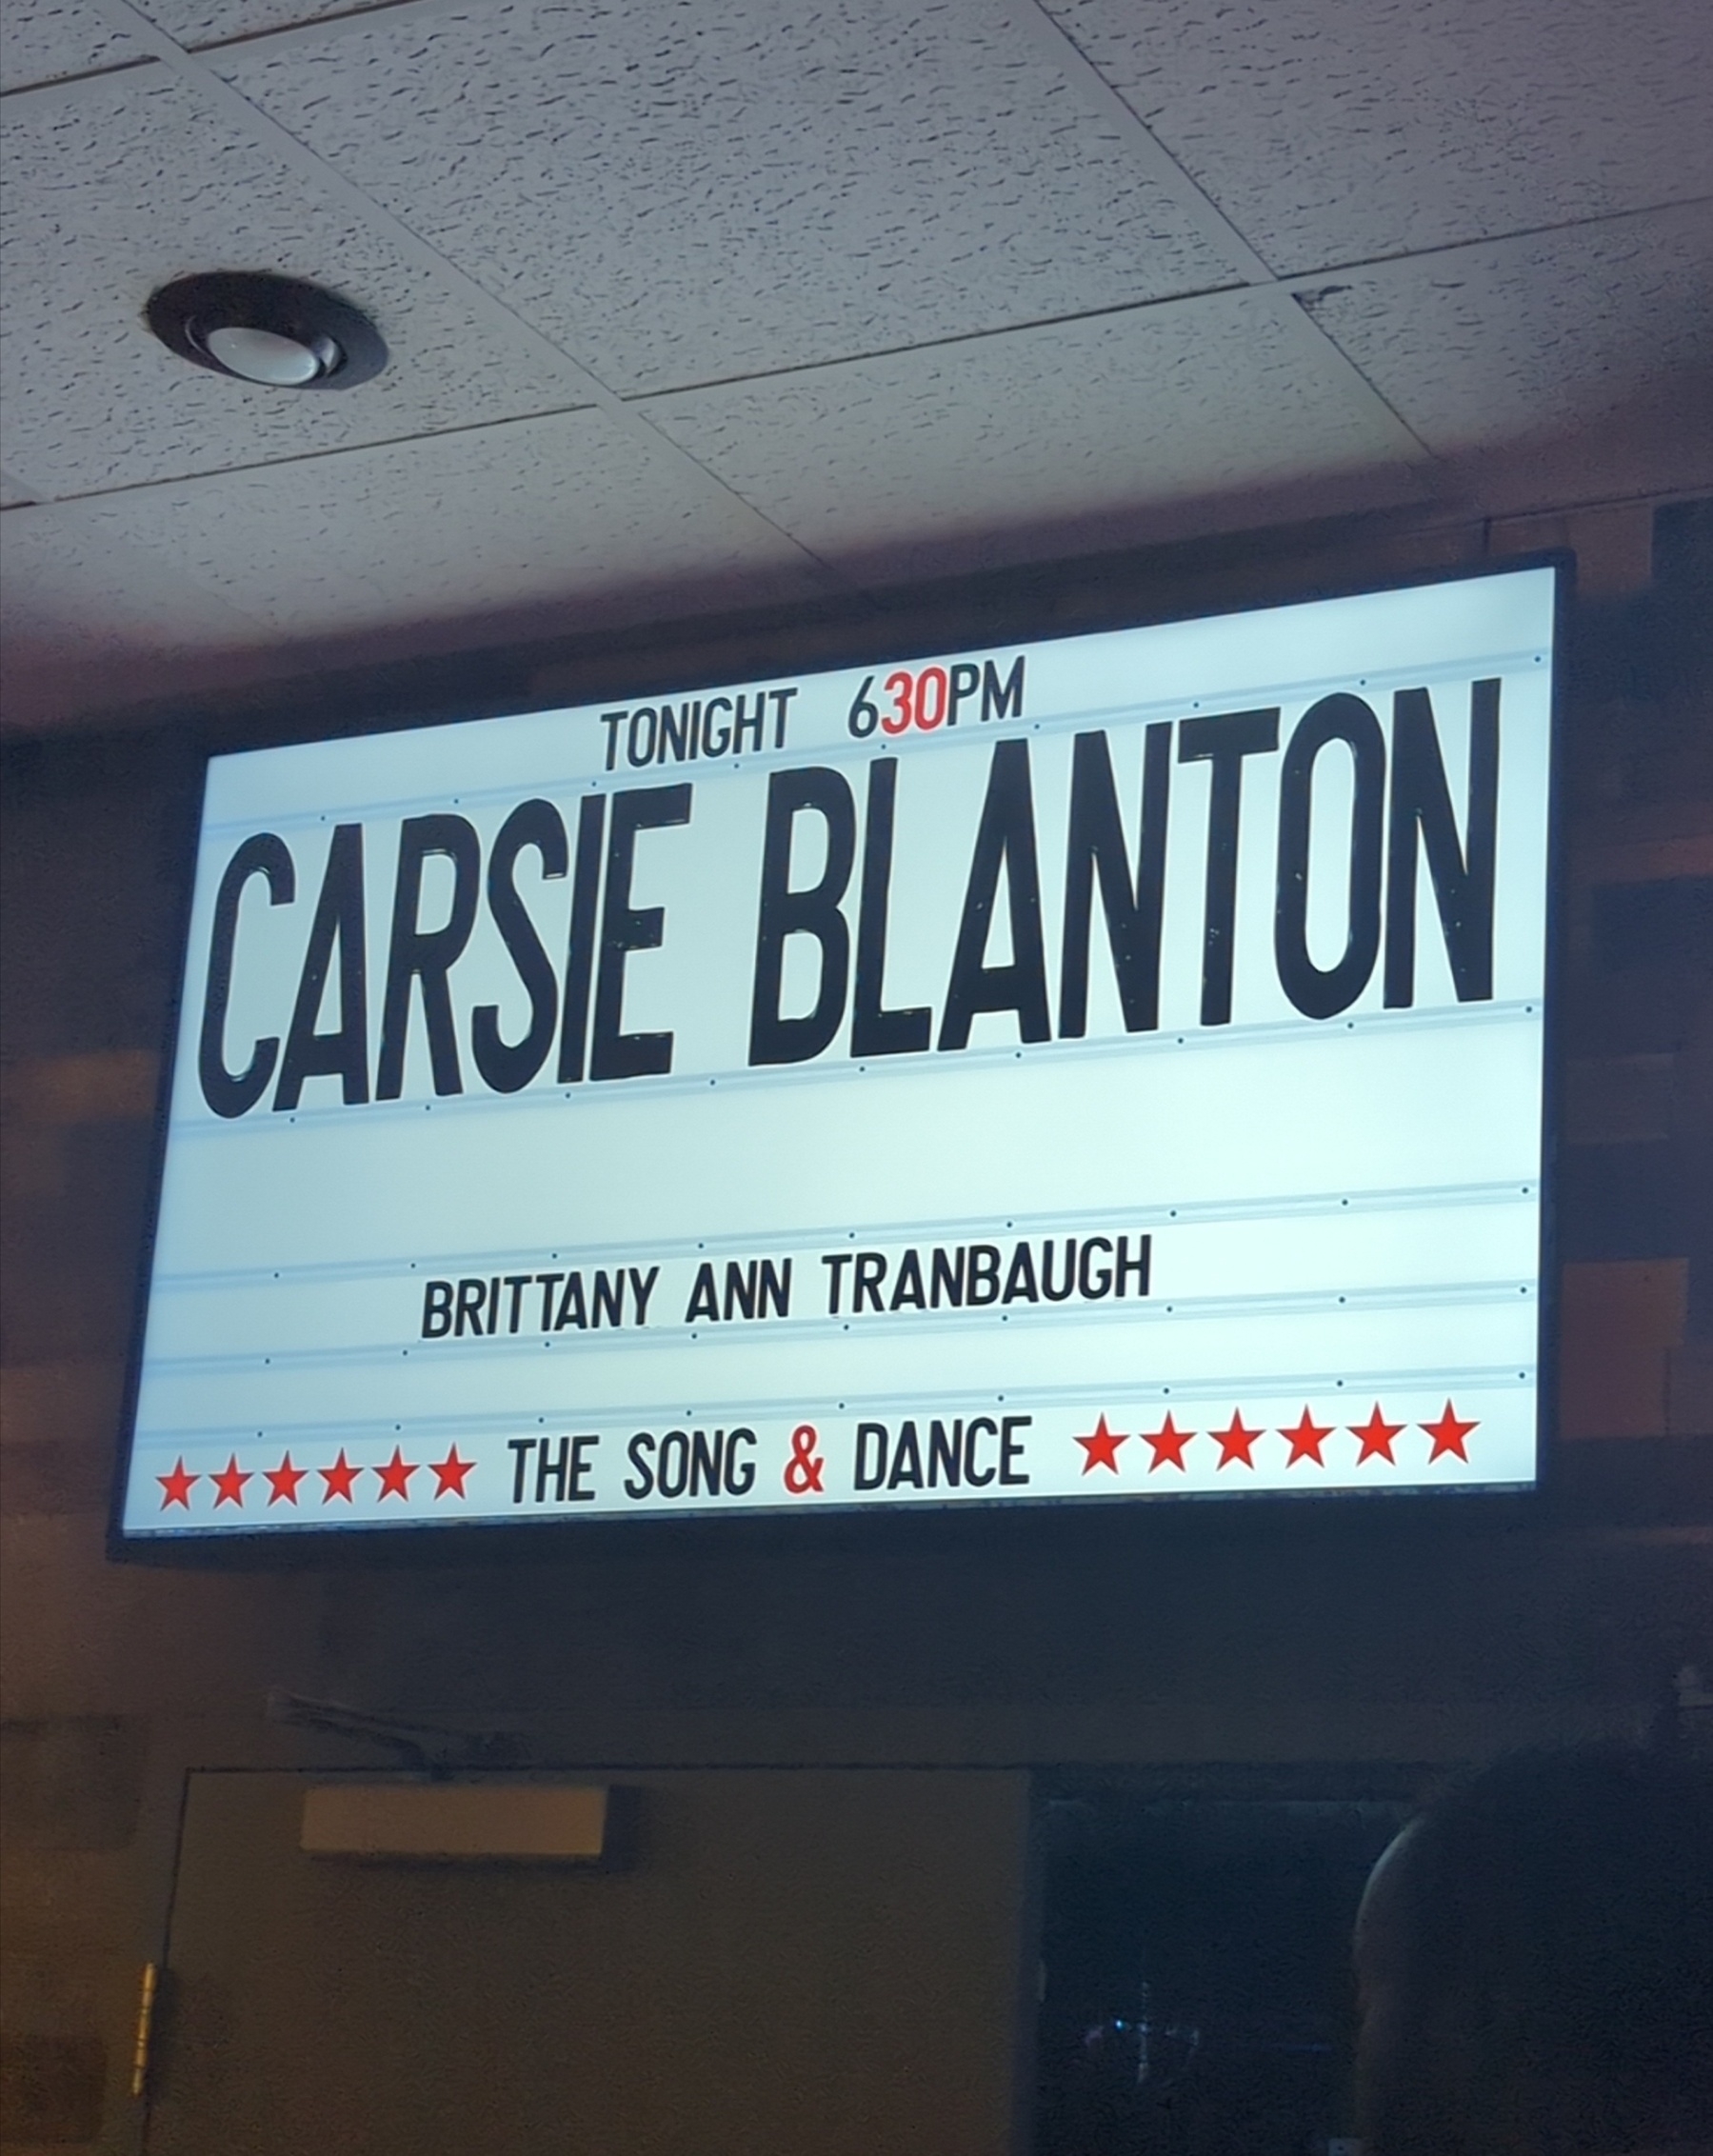 TONIGHT 630PM
CARSIE BLANTON
BRITTANY ANN TRANBAUGH
★★★★★★ THE SONG & DANCE ★★★★★★